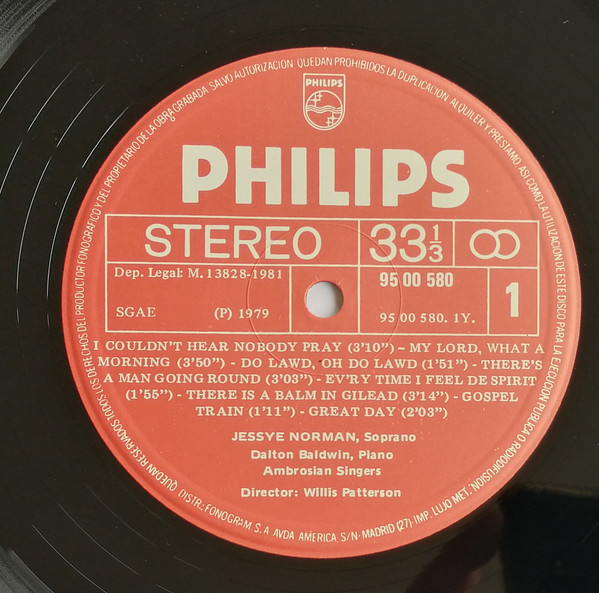 QUEDAN RESERVADOS TODOS LOS DERECHOS DEL PRODUCTOR FONOGRAFICO Y DEL PROPIETARIO DE LA OBRA GRABADA. SALVO AUTORIZACION QUEDAN PROHIBIDOS LA DUPLICACION, ALQUILER Y PRESTAMO, ASI COMO LA UTILIZACION DE ESTE DISCO PARA LA EJECUCION PUBLICA O RADIODIFUSION.
PHILIPS
PHILIPS
STEREO 33 1/3
Dep. Legal: M. 13828-1981 95 00 580 1
SGAE (P) 1979 95 00 580. 1Y.
I COULDN'T HEAR NOBODY PRAY (3'10") – MY LORD, WHAT A
MORNING (3'50") - DO LAWD, OH DO LAWD (1'51") - THERE'S
A MAN GOING ROUND (3'03") - EV'RY TIME I FEEL DE SPIRIT
(1'55") - THERE IS A BALM IN GILEAD (3'14") - GOSPEL
TRAIN (1'11") - GREAT DAY (2'03")
JESSYE NORMAN, Soprano
Dalton Baldwin, Piano
Ambrosian Singers
Director: Willis Patterson
DISTR.: FONOGRAM, S. A. AVDA. AMERICA, S/N - MADRID (27) - IMP. LUJO MET.